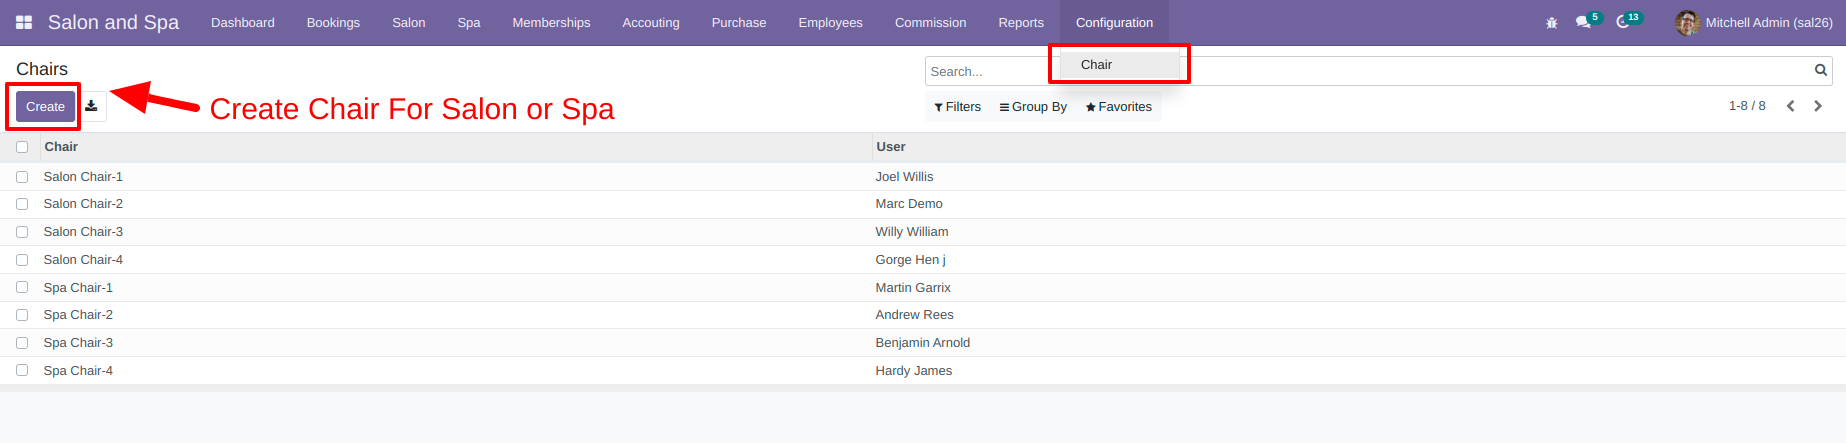 Salon and Spa Dashboard Bookings Salon Spa Memberships Accouting Purchase Employees Commission Reports Configuration 5 13 Mitchell Admin (sal26)
Chairs
Search...
Chair
Create
Create Chair For Salon or Spa
Filters Group By Favorites 1-8 / 8
Chair User
Salon Chair-1 Joel Willis
Salon Chair-2 Marc Demo
Salon Chair-3 Willy William
Salon Chair-4 Gorge Hen j
Spa Chair-1 Martin Garrix
Spa Chair-2 Andrew Rees
Spa Chair-3 Benjamin Arnold
Spa Chair-4 Hardy James